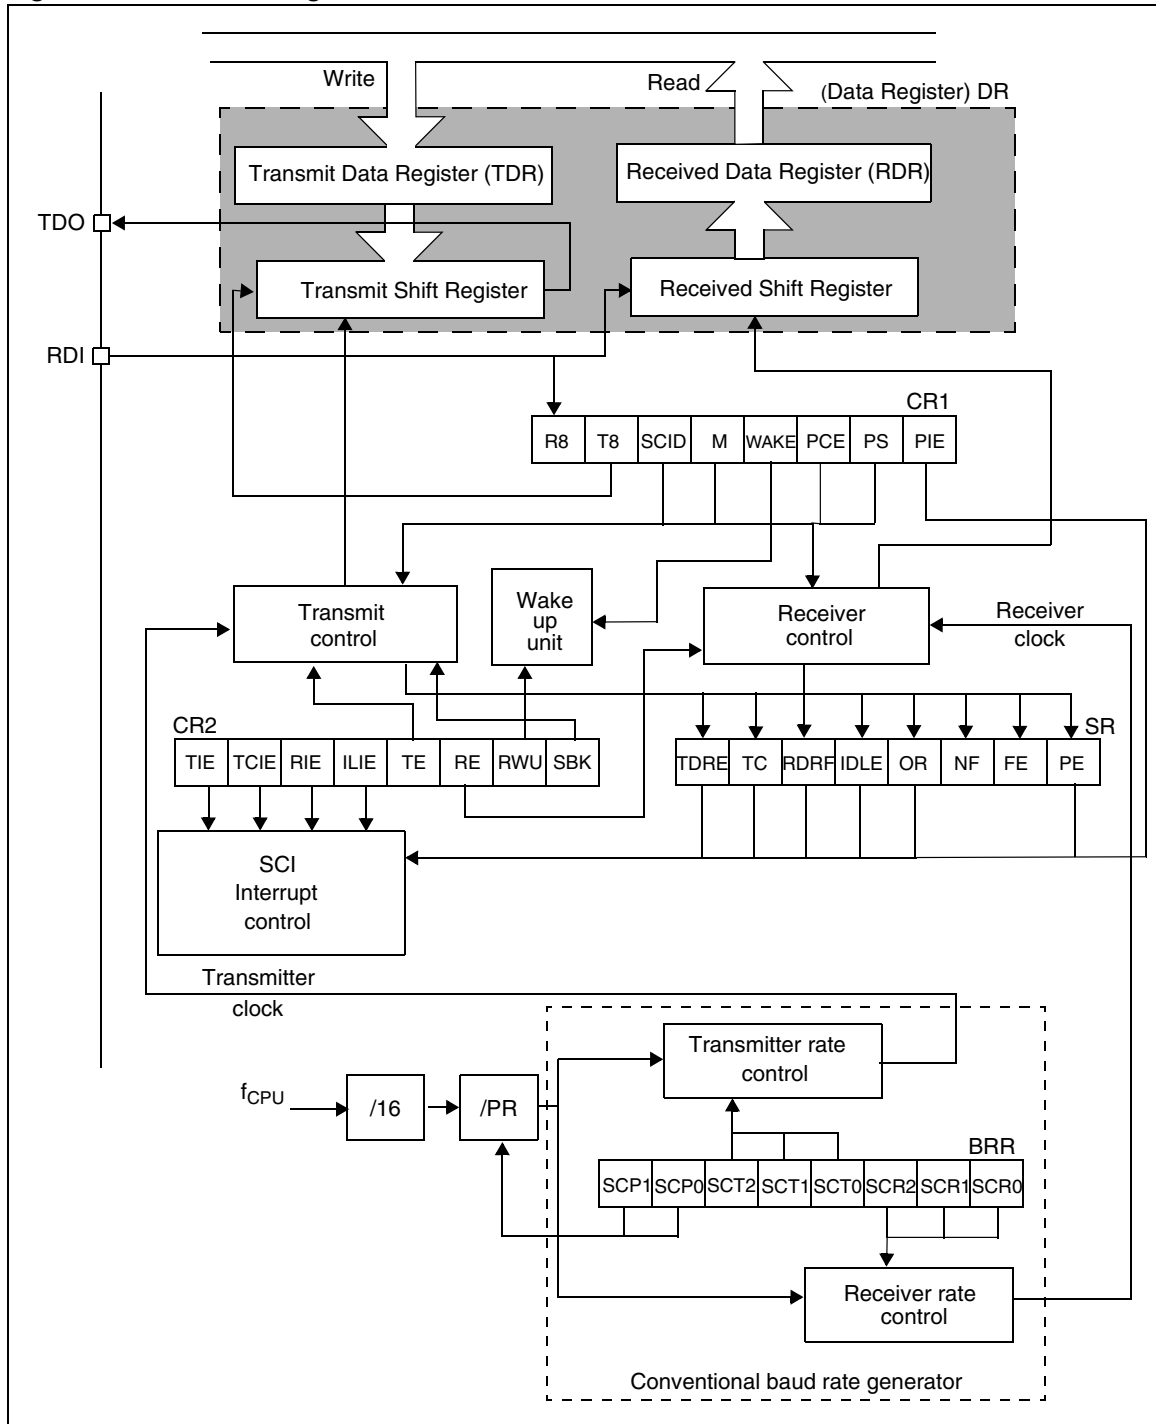 Write
Read
(Data Register) DR
Transmit Data Register (TDR)
Received Data Register (RDR)
TDO
Transmit Shift Register
Received Shift Register
RDI
CR1
R8 T8 SCID M WAKE PCE PS PIE
Transmit
control
Wake
up
unit
Receiver
control
Receiver
clock
CR2
SR
TIE TCIE RIE ILIE TE RE RWU SBK
TDRE TC RDRF IDLE OR NF FE PE
SCI
Interrupt
control
Transmitter
clock
Transmitter rate
control
fCPU
/16
/PR
BRR
SCP1 SCP0 SCT2 SCT1 SCT0 SCR2 SCR1 SCR0
Receiver rate
control
Conventional baud rate generator